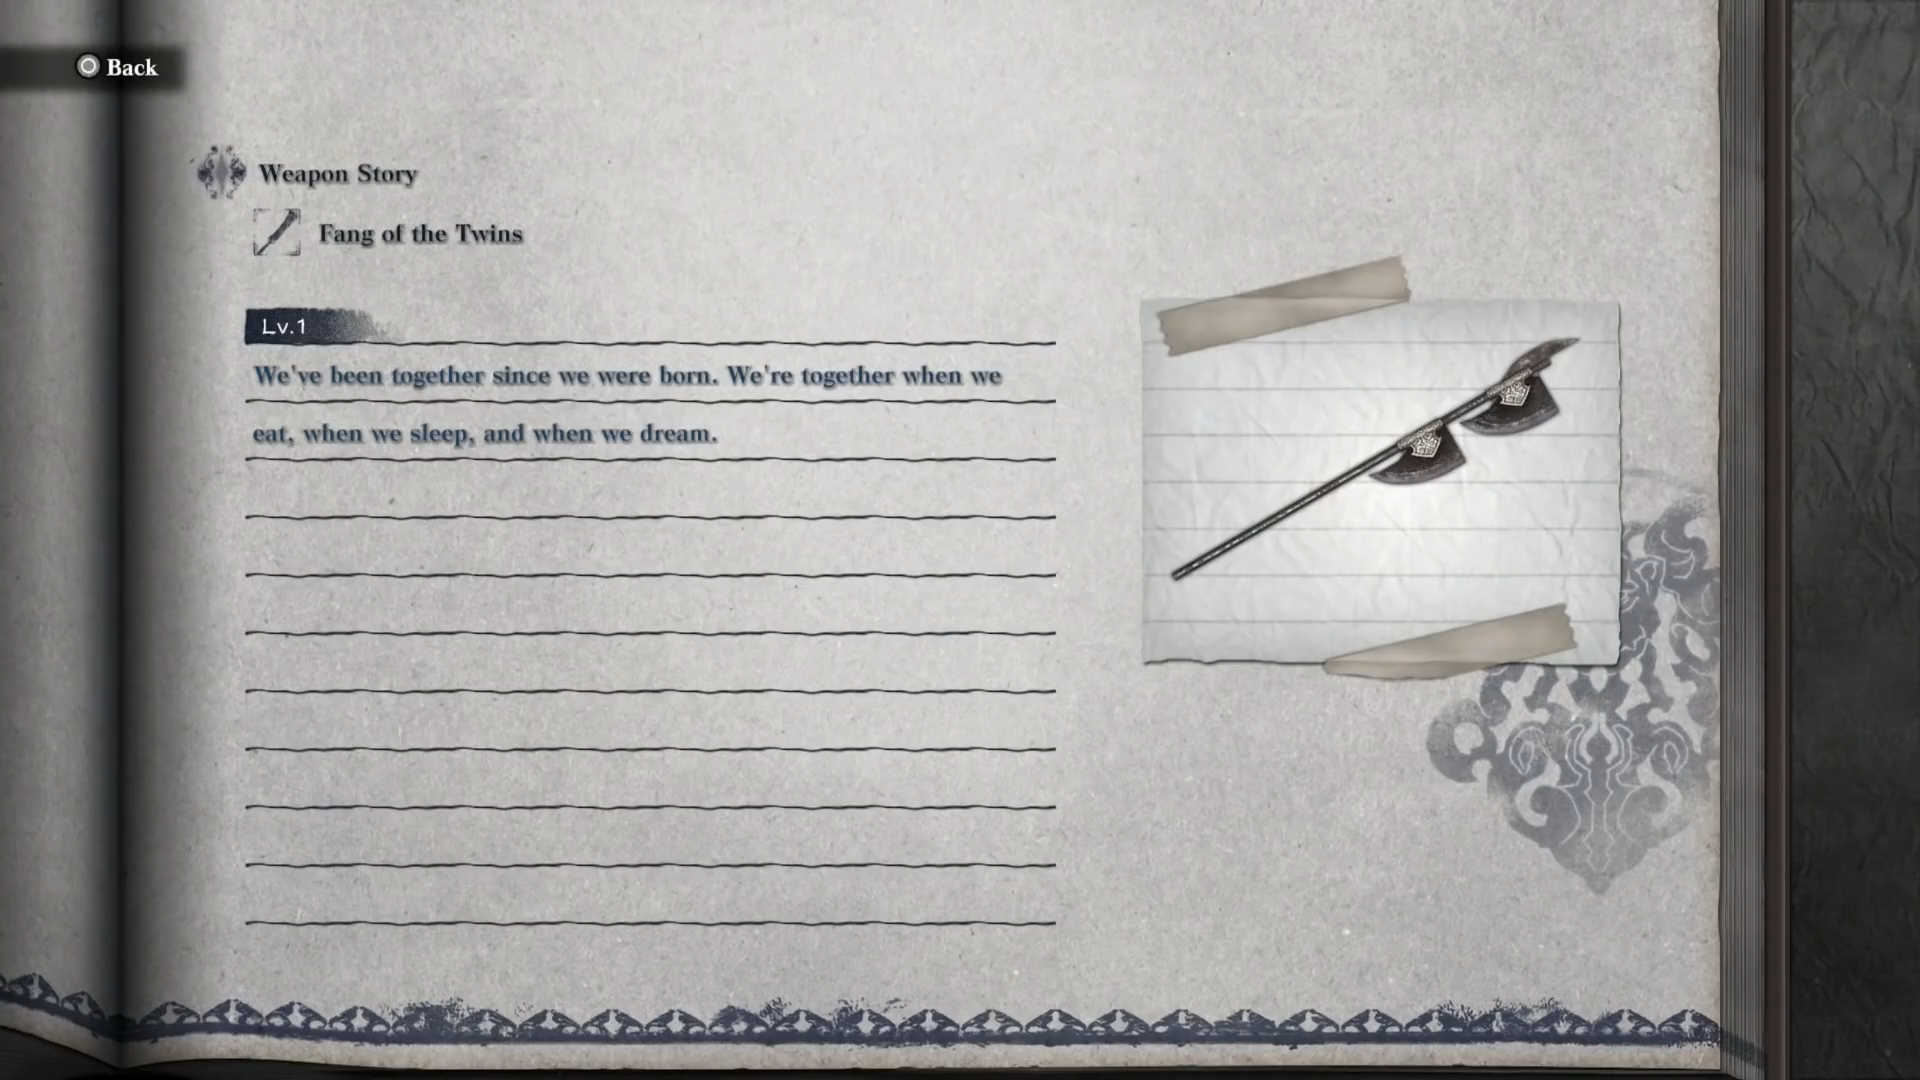 Back
Weapon Story
Fang of the Twins
Lv.1
We've been together since we were born. We're together when we
eat, when we sleep, and when we dream.